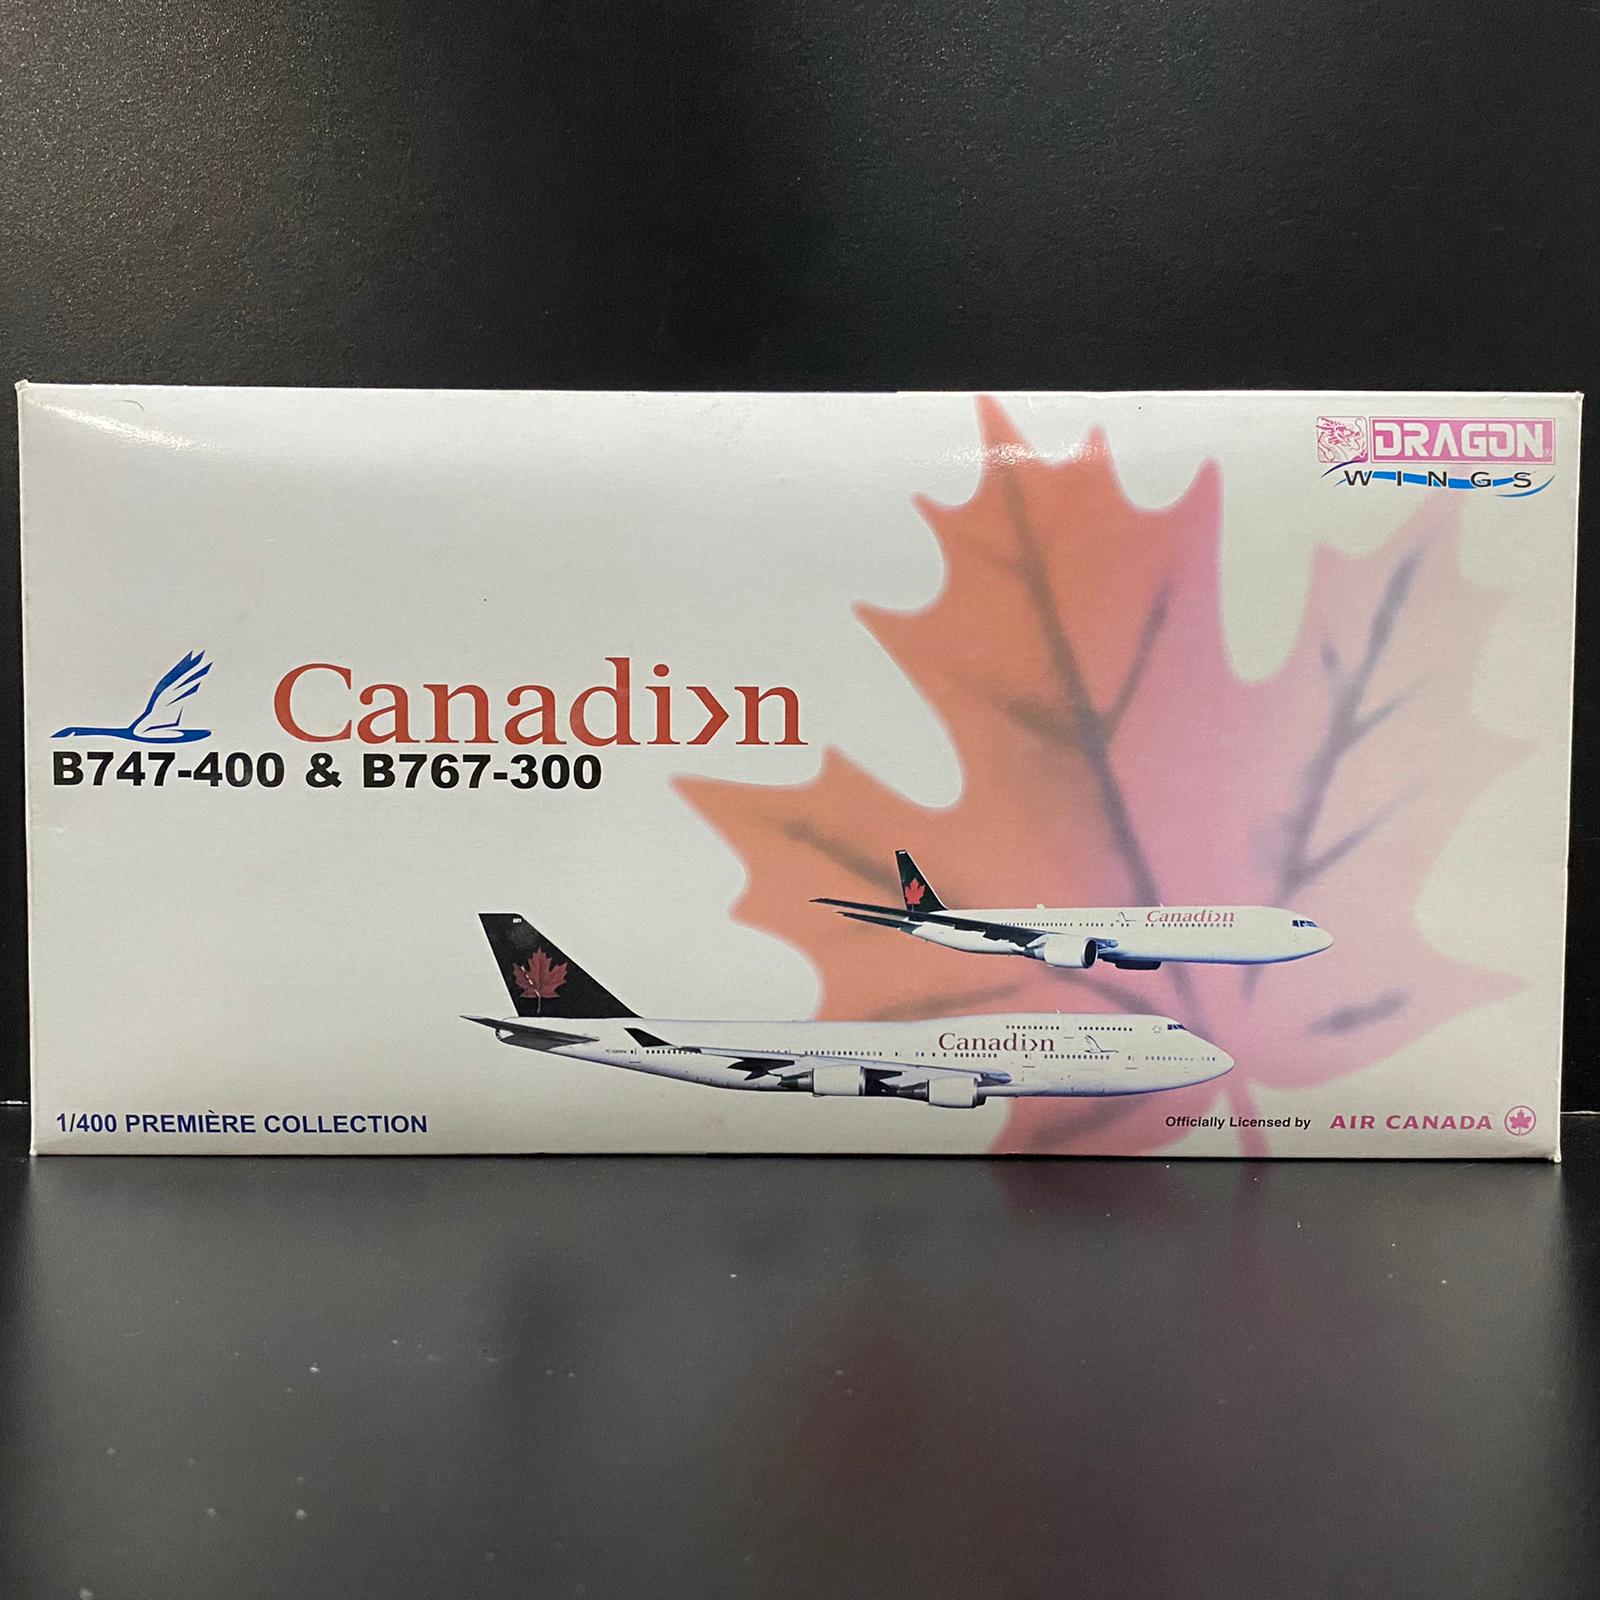 DRAGON
WINGS
Canadi>n
B747-400 & B767-300
Canadi>n
Canadi>n
1/400 PREMIÈRE COLLECTION
Officially Licensed by AIR CANADA